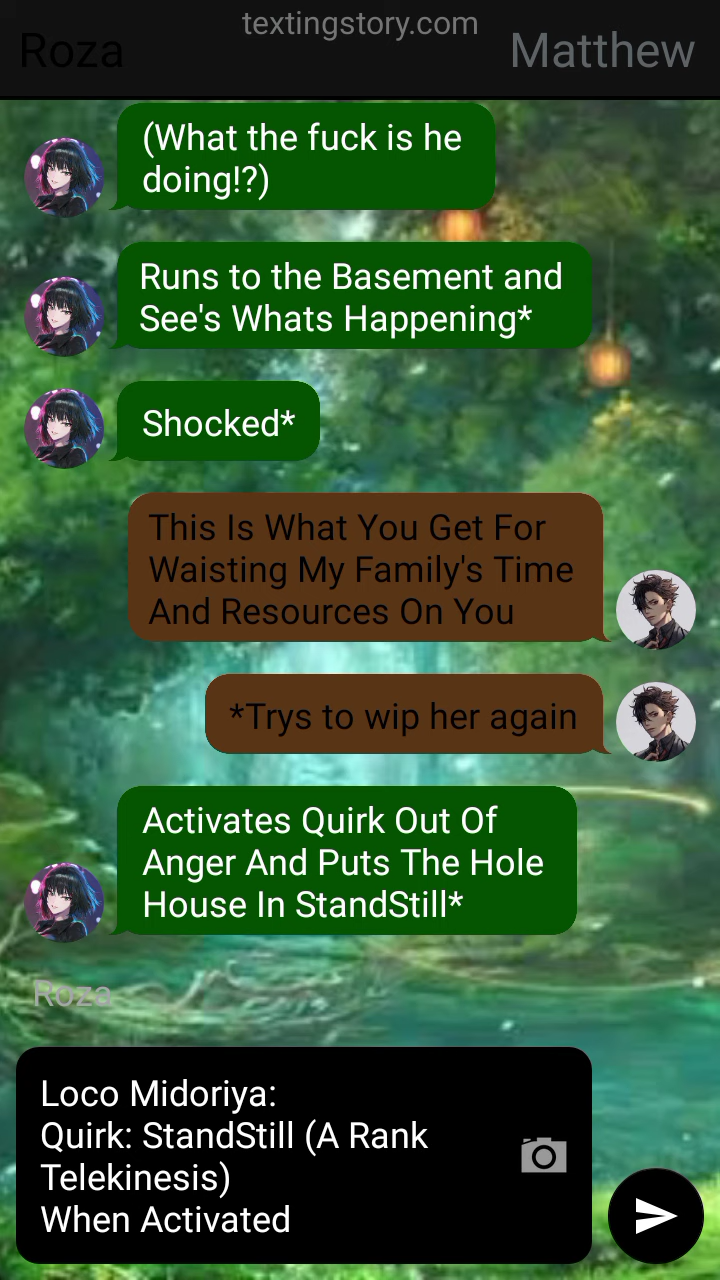 textingstory.com
Roza
Matthew
(What the fuck is he
doing!?)
Runs to the Basement and
See's Whats Happening*
Shocked*
This Is What You Get For
Waisting My Family's Time
And Resources On You
*Trys to wip her again
Activates Quirk Out Of
Anger And Puts The Hole
House In StandStill*
Roza
Loco Midoriya:
Quirk: StandStill (A Rank
Telekinesis)
When Activated